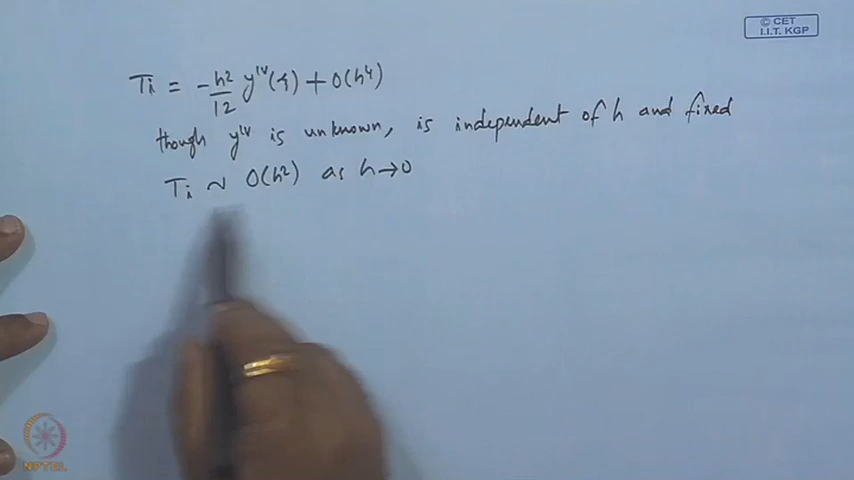 © CET
I.I.T. KGP
Ti = -h²/12 y^iv(ξ) + O(h⁴)
though y^iv is unknown, is independent of h and fixed
Ti ~ O(h²) as h→0
NPTEL